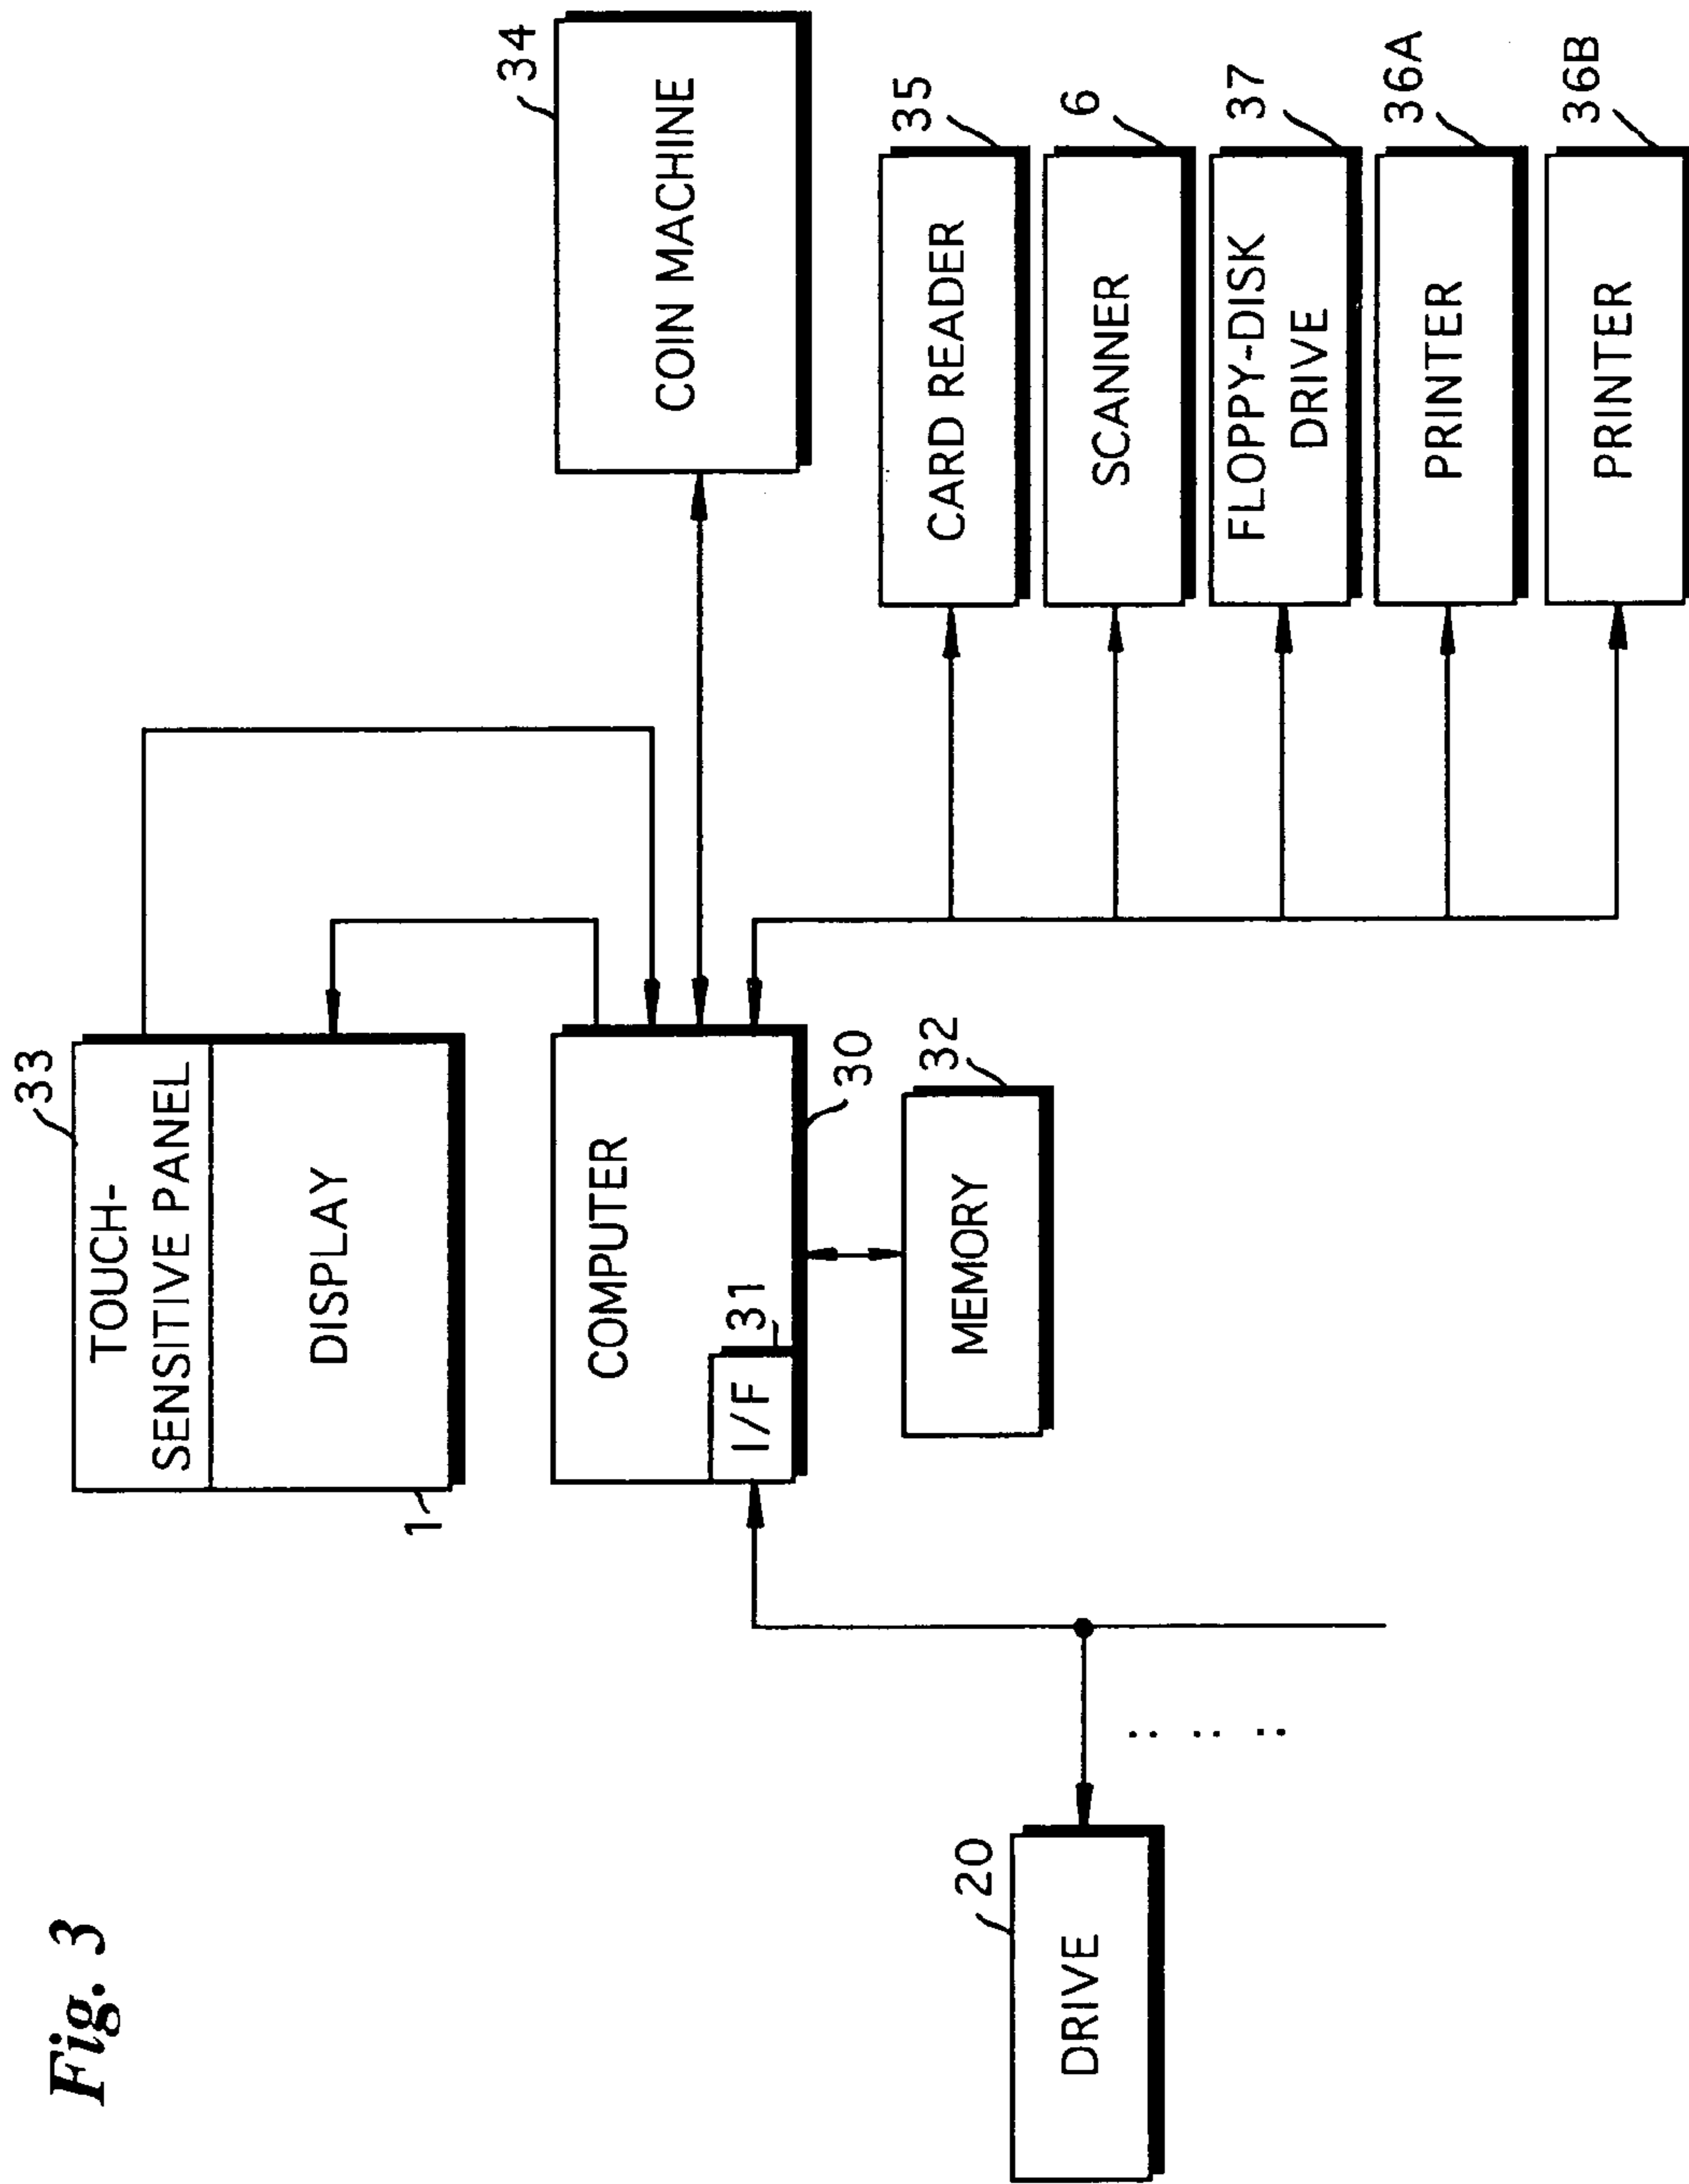 Fig. 3
33
TOUCH-
SENSITIVE PANEL
DISPLAY
1
34
COIN MACHINE
COMPUTER
I/F
31
30
32
MEMORY
20
DRIVE
35
CARD READER
6
SCANNER
37
FLOPPY-DISK
DRIVE
36A
PRINTER
36B
PRINTER